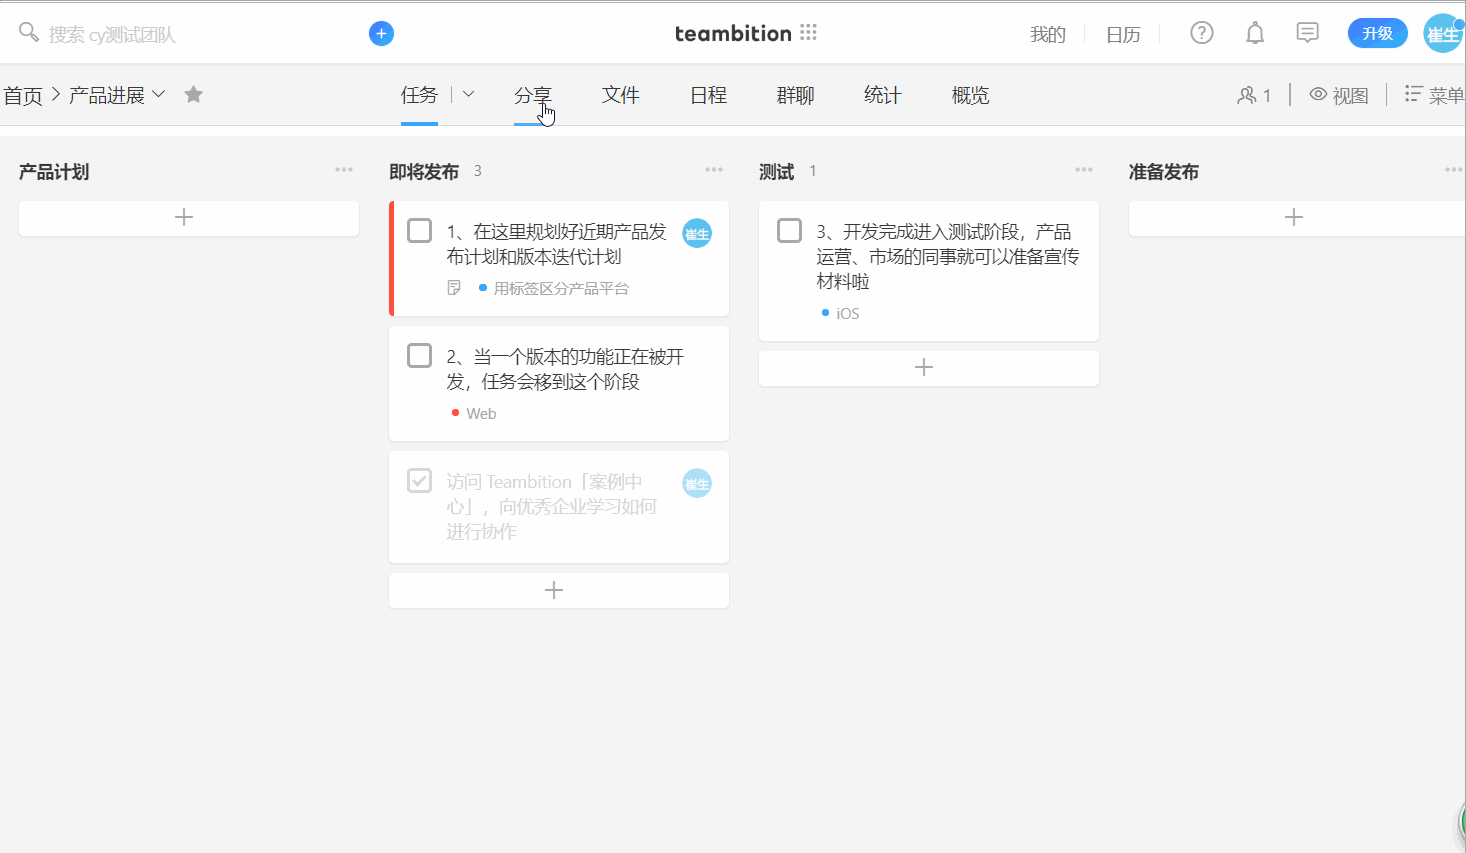 搜索 cy测试团队
teambition
我的
日历
升级
崔生
首页
产品进展
任务
分享
文件
日程
群聊
统计
概览
1
视图
菜单
产品计划
即将发布 3
1、在这里规划好近期产品发
布计划和版本迭代计划
崔生
用标签区分产品平台
2、当一个版本的功能正在被开
发，任务会移到这个阶段
Web
访问 Teambition「案例中
心」，向优秀企业学习如何
进行协作
崔生
测试 1
3、开发完成进入测试阶段，产品
运营、市场的同事就可以准备宣传
材料啦
iOS
准备发布